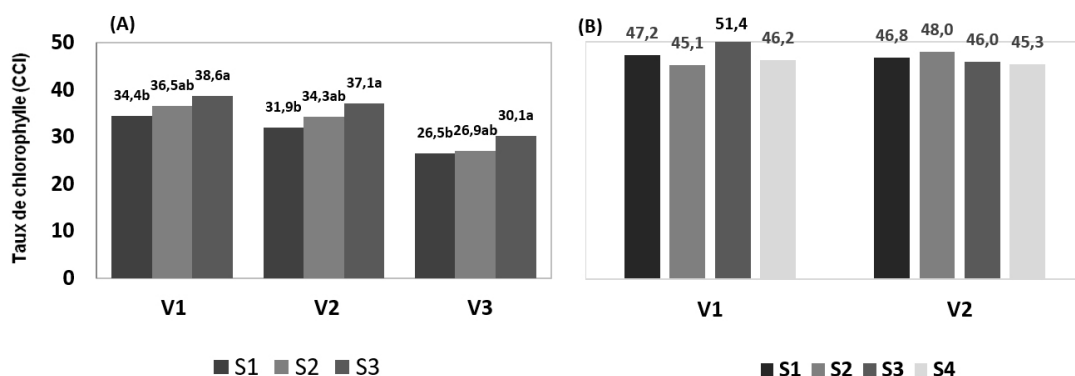 (A)
Taux de chlorophylle (CCI)
50
40
30
20
10
0
34,4b 36,5ab 38,6a
31,9b 34,3ab 37,1a
26,5b 26,9ab 30,1a
V1 V2 V3
S1 S2 S3
(B)
47,2 45,1 51,4 46,2
46,8 48,0 46,0 45,3
V1 V2
S1 S2 S3 S4